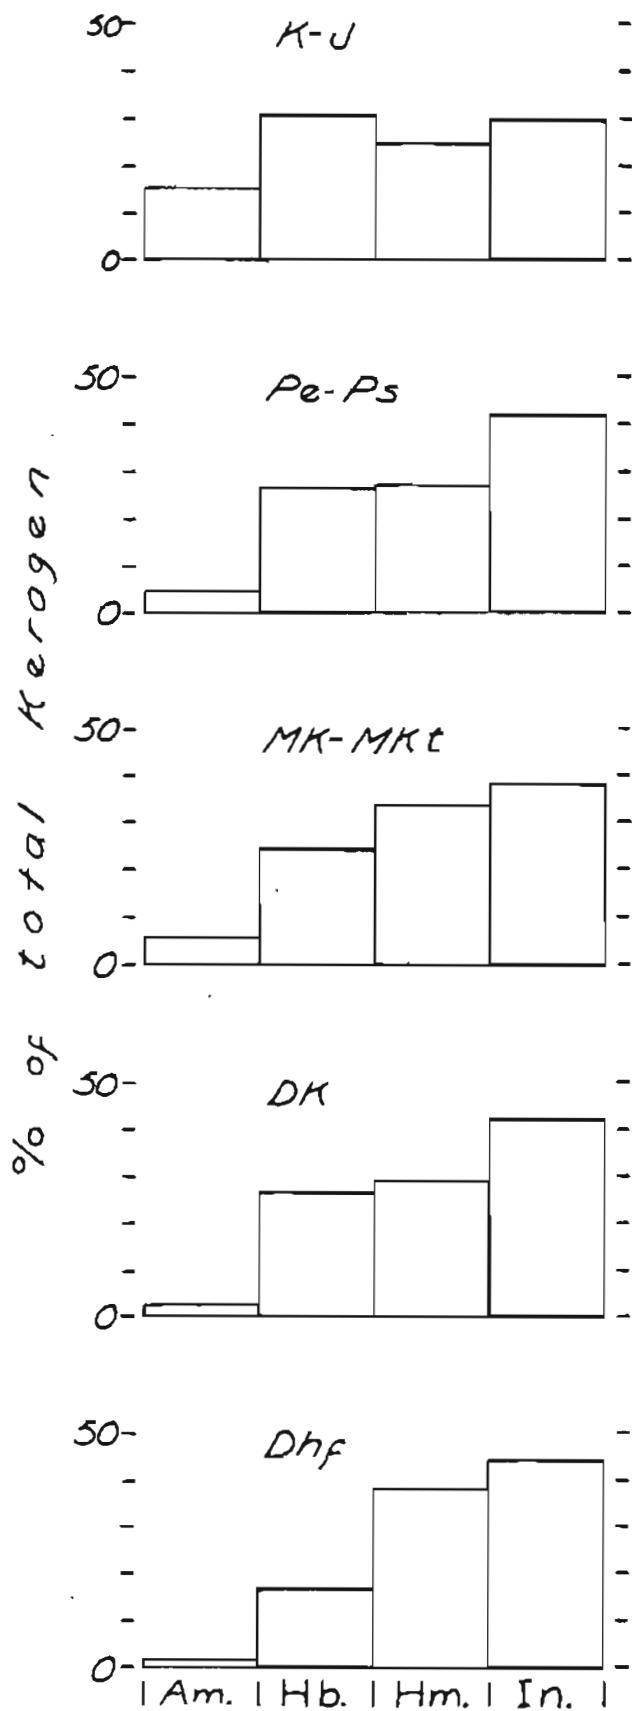 50
K-J
0
50
Pe-Ps
0
% of total Kerogen
50
MK-MKt
0
50
DK
0
50
Dhf
0
Am. Hb. Hm. In.